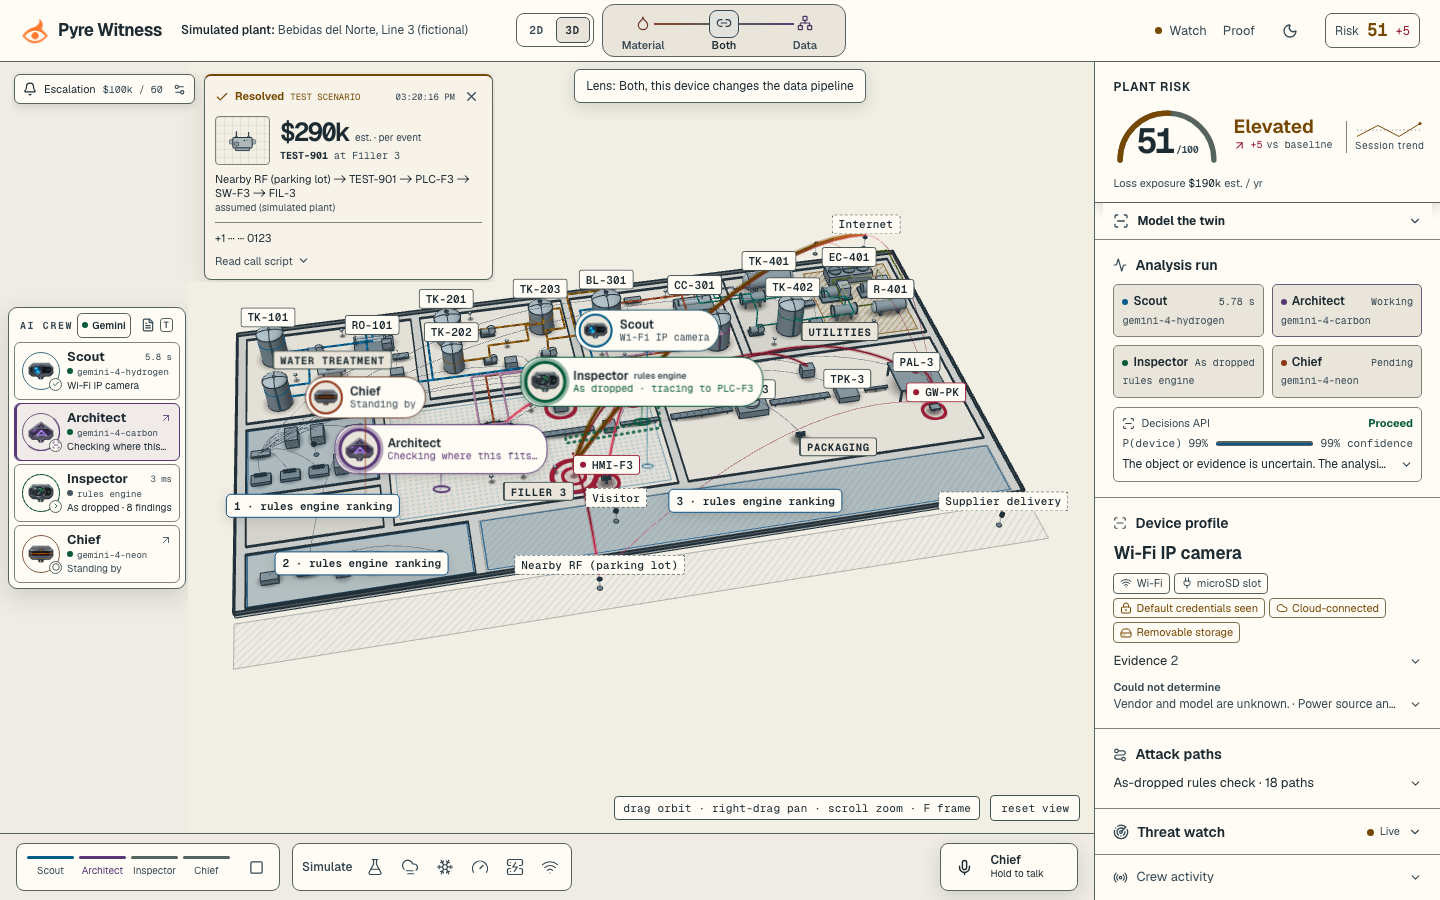 Pyre Witness
Simulated plant: Bebidas del Norte, Line 3 (fictional)
2D 3D
Material Both Data
Watch Proof
Risk 51 +5
Escalation $100k / 60
Resolved TEST SCENARIO 03:20:16 PM
$290k est. · per event
TEST-901 at Filler 3
Nearby RF (parking lot) → TEST-901 → PLC-F3 →
SW-F3 → FIL-3
assumed (simulated plant)
+1 ··· ··· 0123
Read call script
Lens: Both, this device changes the data pipeline
AI CREW Gemini T
Scout 5.8 s
gemini-4-hydrogen
Wi-Fi IP camera
Architect
gemini-4-carbon
Checking where this…
Inspector 3 ms
rules engine
As dropped · 8 findings
Chief
gemini-4-neon
Standing by
Internet
TK-401
EC-401
BL-301
CC-301
TK-402
R-401
TK-203
TK-201
TK-101
RO-101
TK-202
UTILITIES
WATER TREATMENT
Scout
Wi-Fi IP camera
Inspector rules engine
As dropped · tracing to PLC-F3
Chief
Standing by
Architect
Checking where this fits…
PAL-3
TPK-3
GW-PK
PACKAGING
HMI-F3
FILLER 3
Visitor
1 · rules engine ranking
3 · rules engine ranking
Supplier delivery
2 · rules engine ranking
Nearby RF (parking lot)
drag orbit · right-drag pan · scroll zoom · F frame
reset view
Scout Architect Inspector Chief
Simulate
Chief
Hold to talk
PLANT RISK
51/100
Elevated
+5 vs baseline
Session trend
Loss exposure $190k est. / yr
Model the twin
Analysis run
Scout 5.78 s
gemini-4-hydrogen
Architect Working
gemini-4-carbon
Inspector As dropped
rules engine
Chief Pending
gemini-4-neon
Decisions API Proceed
P(device) 99% 99% confidence
The object or evidence is uncertain. The analysi…
Device profile
Wi-Fi IP camera
Wi-Fi microSD slot
Default credentials seen Cloud-connected
Removable storage
Evidence 2
Could not determine
Vendor and model are unknown. · Power source an…
Attack paths
As-dropped rules check · 18 paths
Threat watch Live
Crew activity